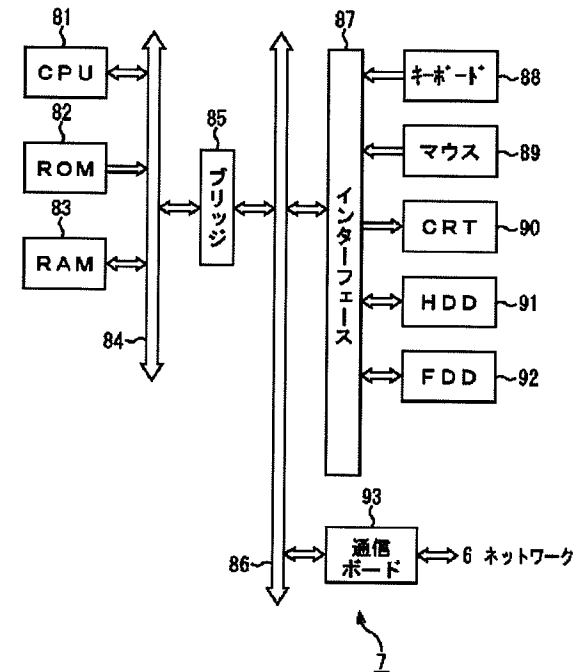 81
CPU
82
ROM
83
RAM
84
85
ブリッジ
86
87
インターフェース
キーボード
88
マウス
89
CRT
90
HDD
91
FDD
92
93
通信
ボード
6 ネットワーク
7